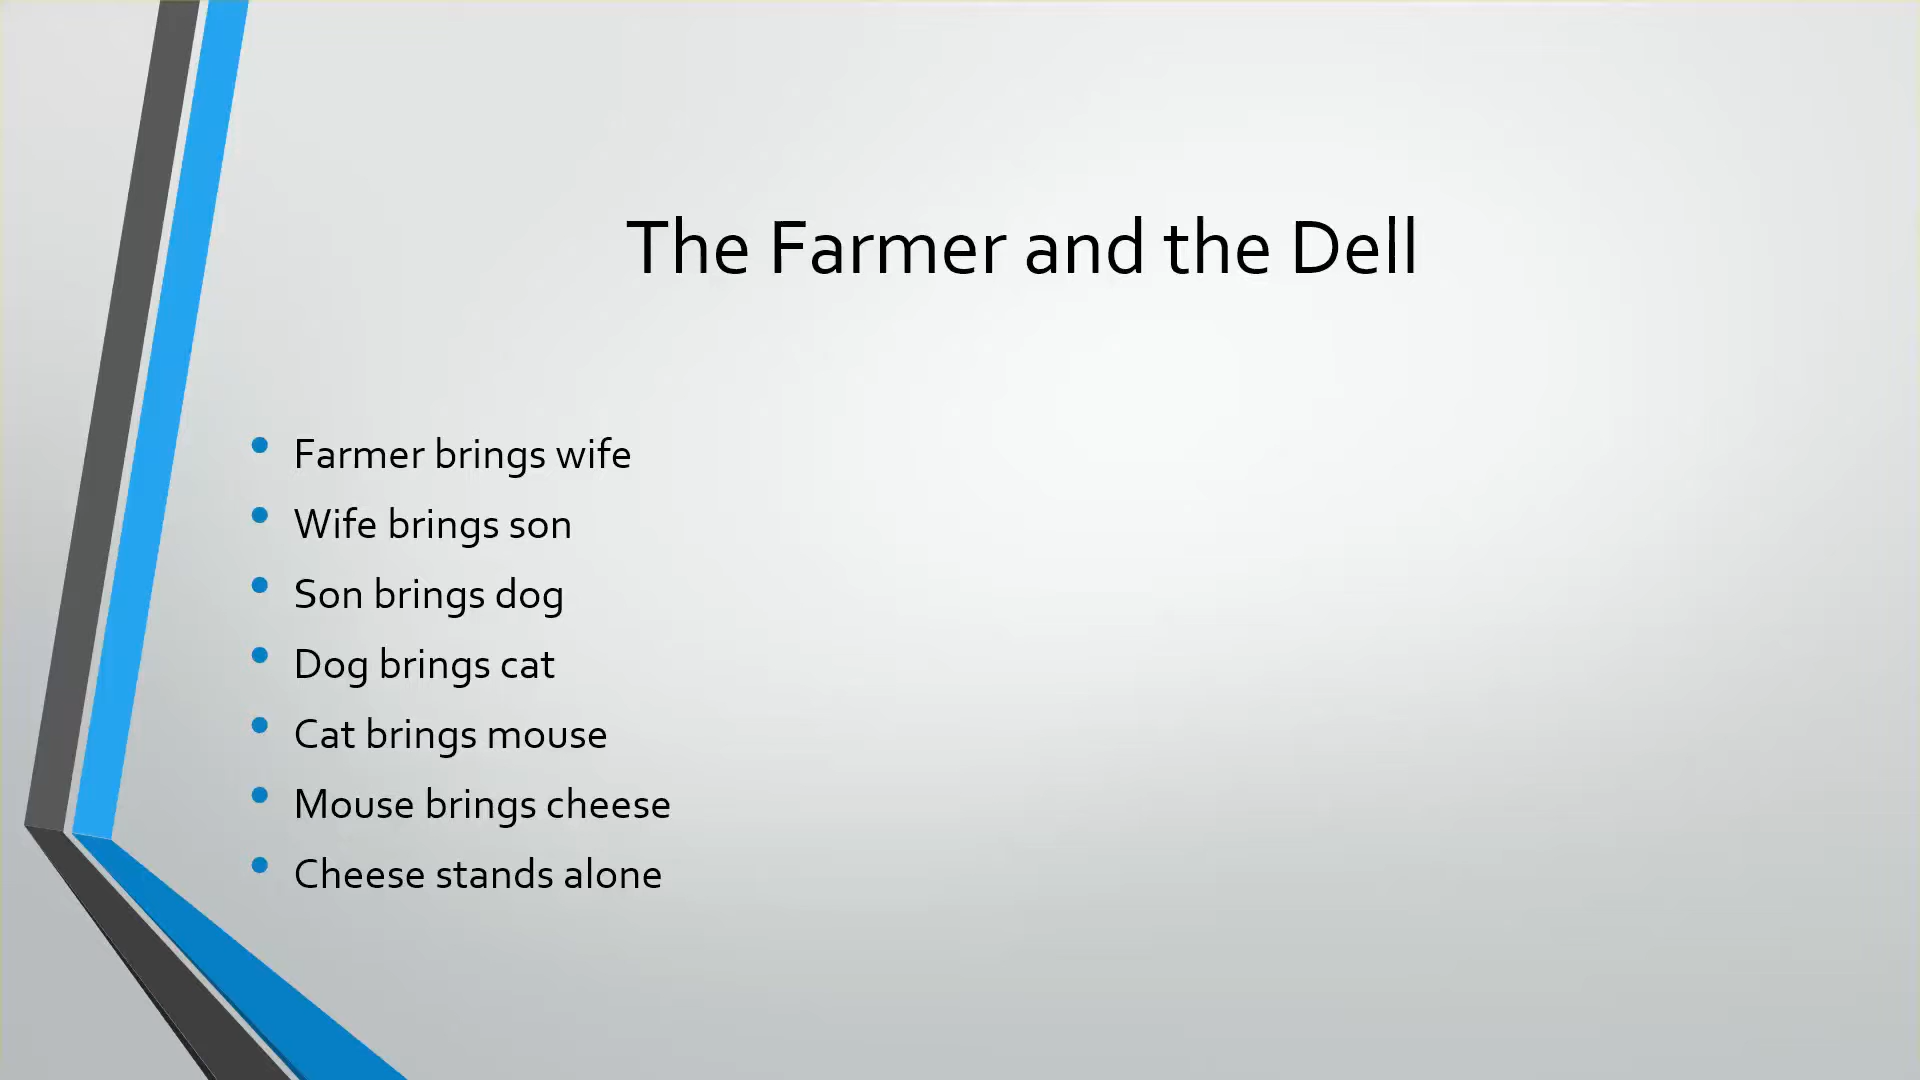 The Farmer and the Dell
• Farmer brings wife
• Wife brings son
• Son brings dog
• Dog brings cat
• Cat brings mouse
• Mouse brings cheese
• Cheese stands alone